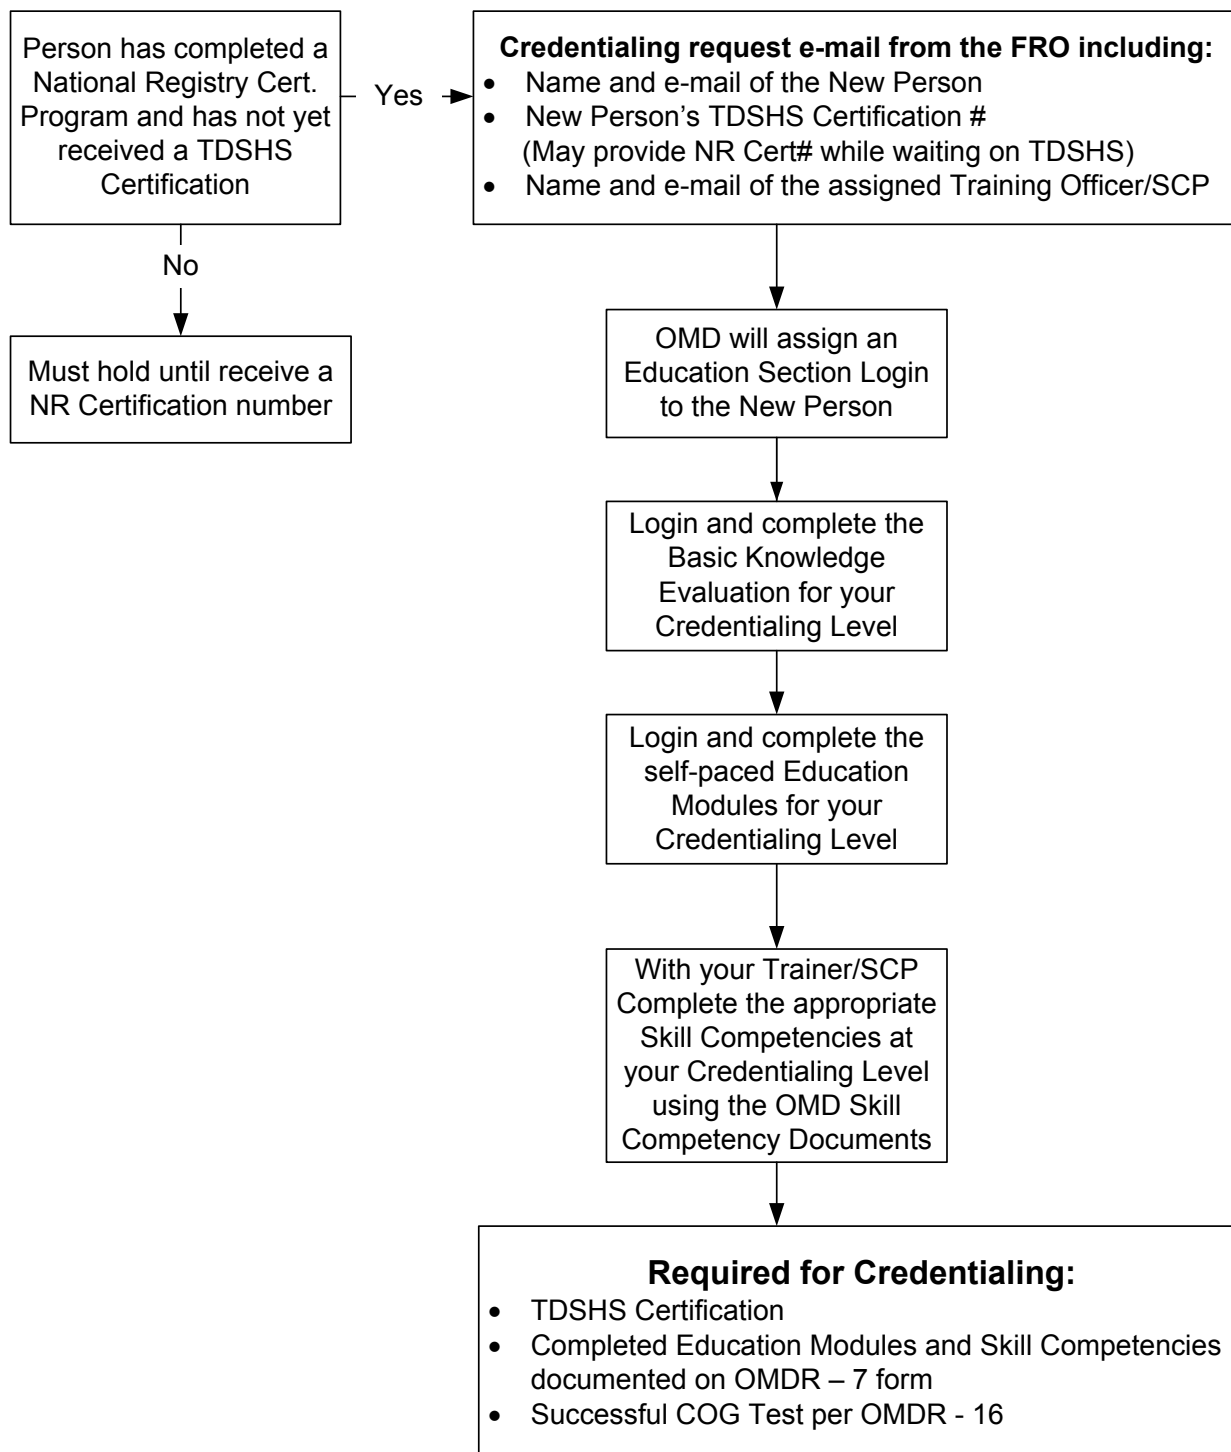 Person has completed a
National Registry Cert.
Program and has not yet
received a TDSHS
Certification
Yes
Credentialing request e-mail from the FRO including:
• Name and e-mail of the New Person
• New Person's TDSHS Certification #
(May provide NR Cert# while waiting on TDSHS)
• Name and e-mail of the assigned Training Officer/SCP
No
Must hold until receive a
NR Certification number
OMD will assign an
Education Section Login
to the New Person
Login and complete the
Basic Knowledge
Evaluation for your
Credentialing Level
Login and complete the
self-paced Education
Modules for your
Credentialing Level
With your Trainer/SCP
Complete the appropriate
Skill Competencies at
your Credentialing Level
using the OMD Skill
Competency Documents
Required for Credentialing:
• TDSHS Certification
• Completed Education Modules and Skill Competencies
documented on OMDR – 7 form
• Successful COG Test per OMDR - 16